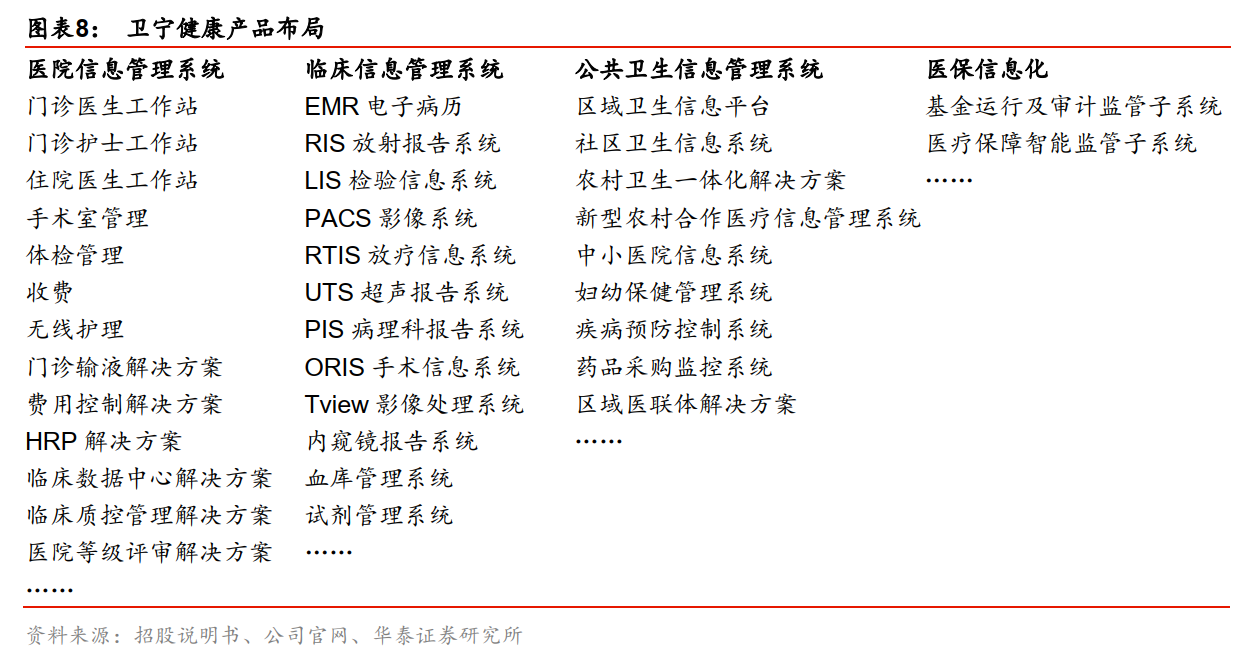 图表8： 卫宁健康产品布局
医院信息管理系统 临床信息管理系统 公共卫生信息管理系统 医保信息化
门诊医生工作站 EMR 电子病历 区域卫生信息平台 基金运行及审计监管子系统
门诊护士工作站 RIS 放射报告系统 社区卫生信息系统 医疗保障智能监管子系统
住院医生工作站 LIS 检验信息系统 农村卫生一体化解决方案 ……
手术室管理 PACS 影像系统 新型农村合作医疗信息管理系统
体检管理 RTIS 放疗信息系统 中小医院信息系统
收费 UTS 超声报告系统 妇幼保健管理系统
无线护理 PIS 病理科报告系统 疾病预防控制系统
门诊输液解决方案 ORIS 手术信息系统 药品采购监控系统
费用控制解决方案 Tview 影像处理系统 区域医联体解决方案
HRP 解决方案 内窥镜报告系统 ……
临床数据中心解决方案 血库管理系统
临床质控管理解决方案 试剂管理系统
医院等级评审解决方案 ……
……
资料来源：招股说明书、公司官网、华泰证券研究所